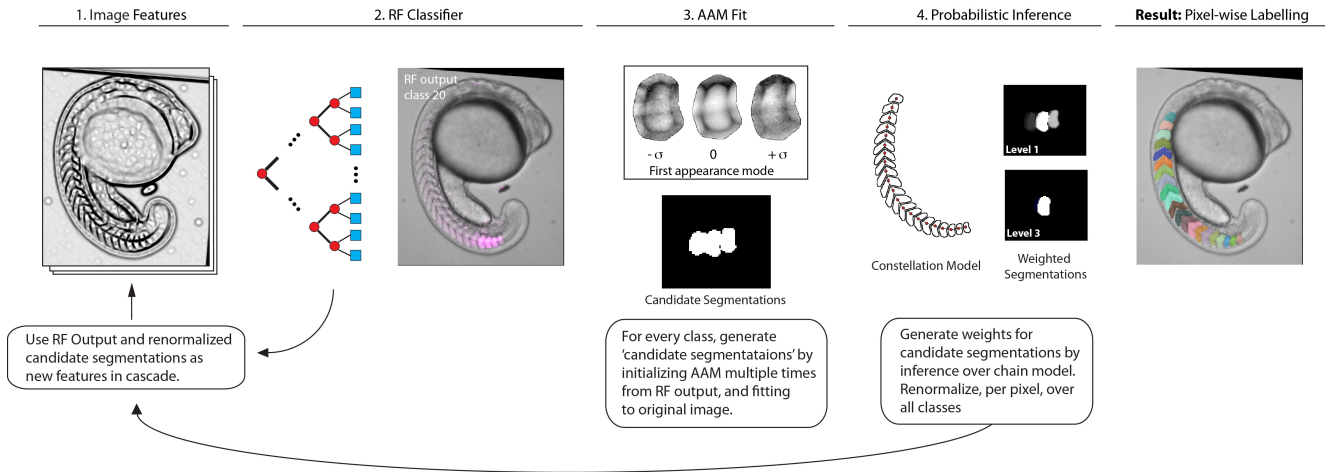 1. Image Features
2. RF Classifier
3. AAM Fit
4. Probabilistic Inference
Result: Pixel-wise Labelling
RF output
class 20
- σ
0
+ σ
First appearance mode
Candidate Segmentations
Level 1
Level 3
Constellation Model
Weighted
Segmentations
Use RF Output and renormalized
candidate segmentations as
new features in cascade.
For every class, generate
‘candidate segmentataions’ by
initializing AAM multiple times
from RF output, and fitting
to original image.
Generate weights for
candidate segmentations by
inference over chain model.
Renormalize, per pixel, over
all classes